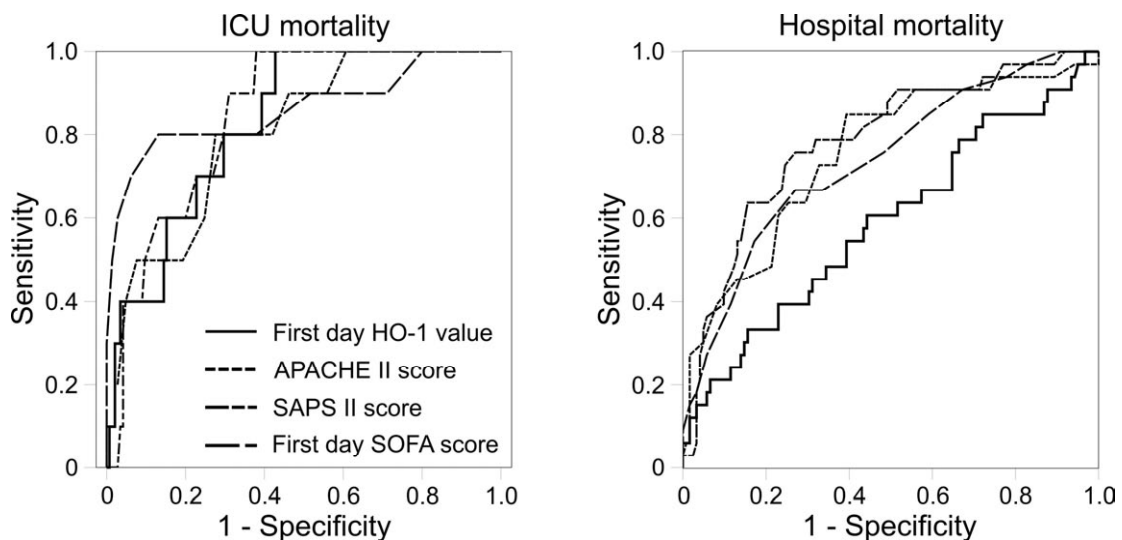 ICU mortality
1.0
0.8
0.6
0.4
0.2
0
Sensitivity
First day HO-1 value
APACHE II score
SAPS II score
First day SOFA score
0 0.2 0.4 0.6 0.8 1.0
1 - Specificity
Hospital mortality
1.0
0.8
0.6
0.4
0.2
0
Sensitivity
0 0.2 0.4 0.6 0.8 1.0
1 - Specificity